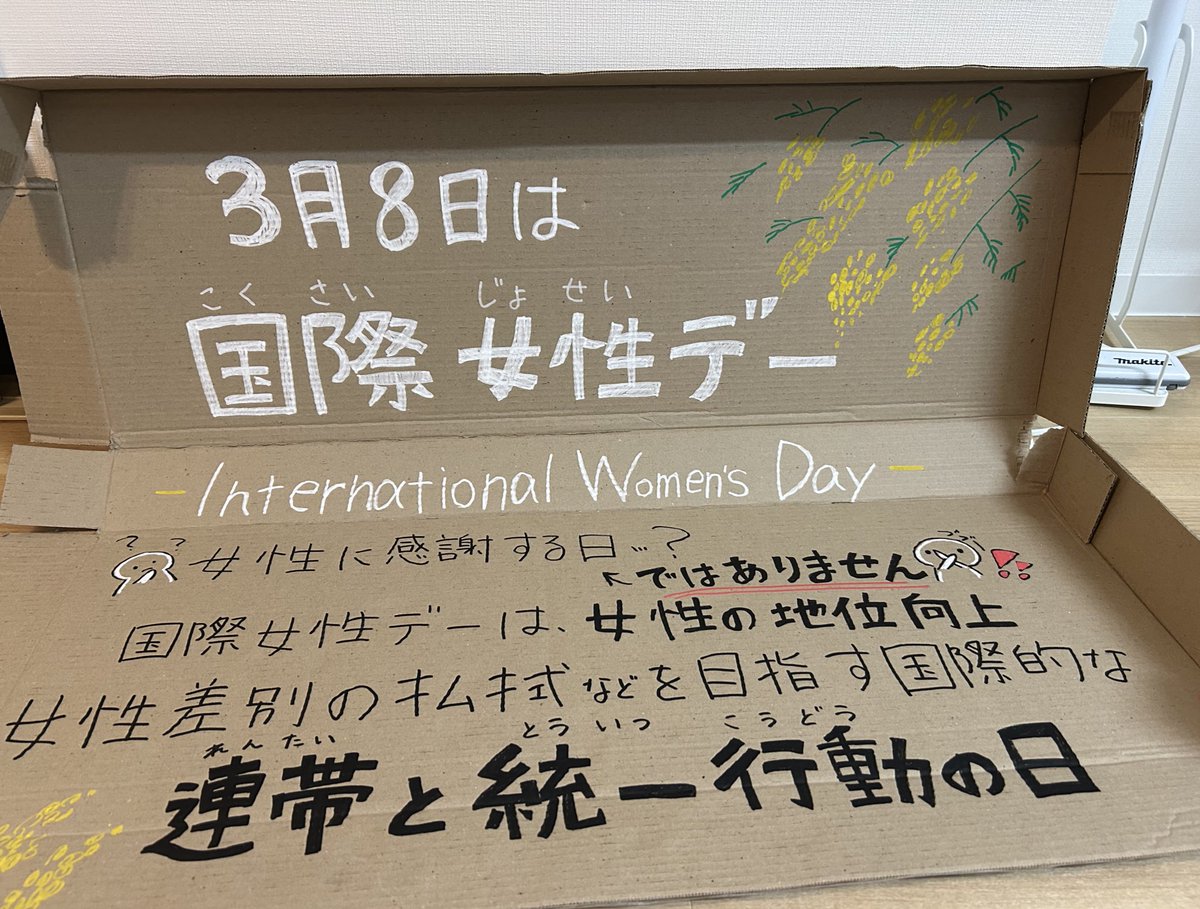 3月8日は
こくさい じょせい
国際女性デー
International Women's Day
? ? 女性に感謝する日…?
↖ではありません
国際女性デーは、女性の地位向上
女性差別の払拭などを目指す国際的な
れんたい とういつ こうどう
連帯と統一行動の日
makita